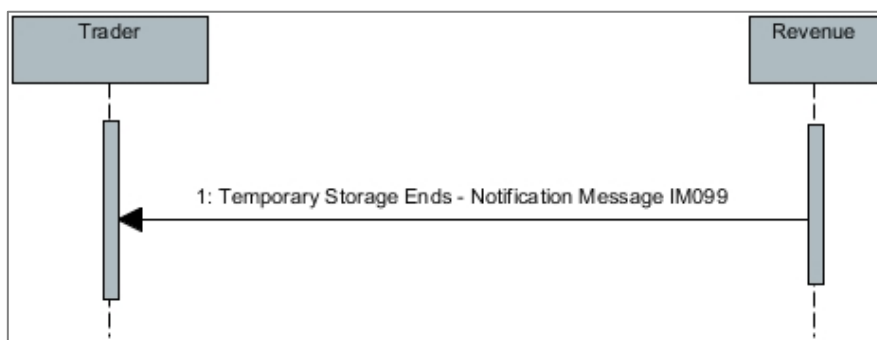 Trader
Revenue
1: Temporary Storage Ends - Notification Message IM099